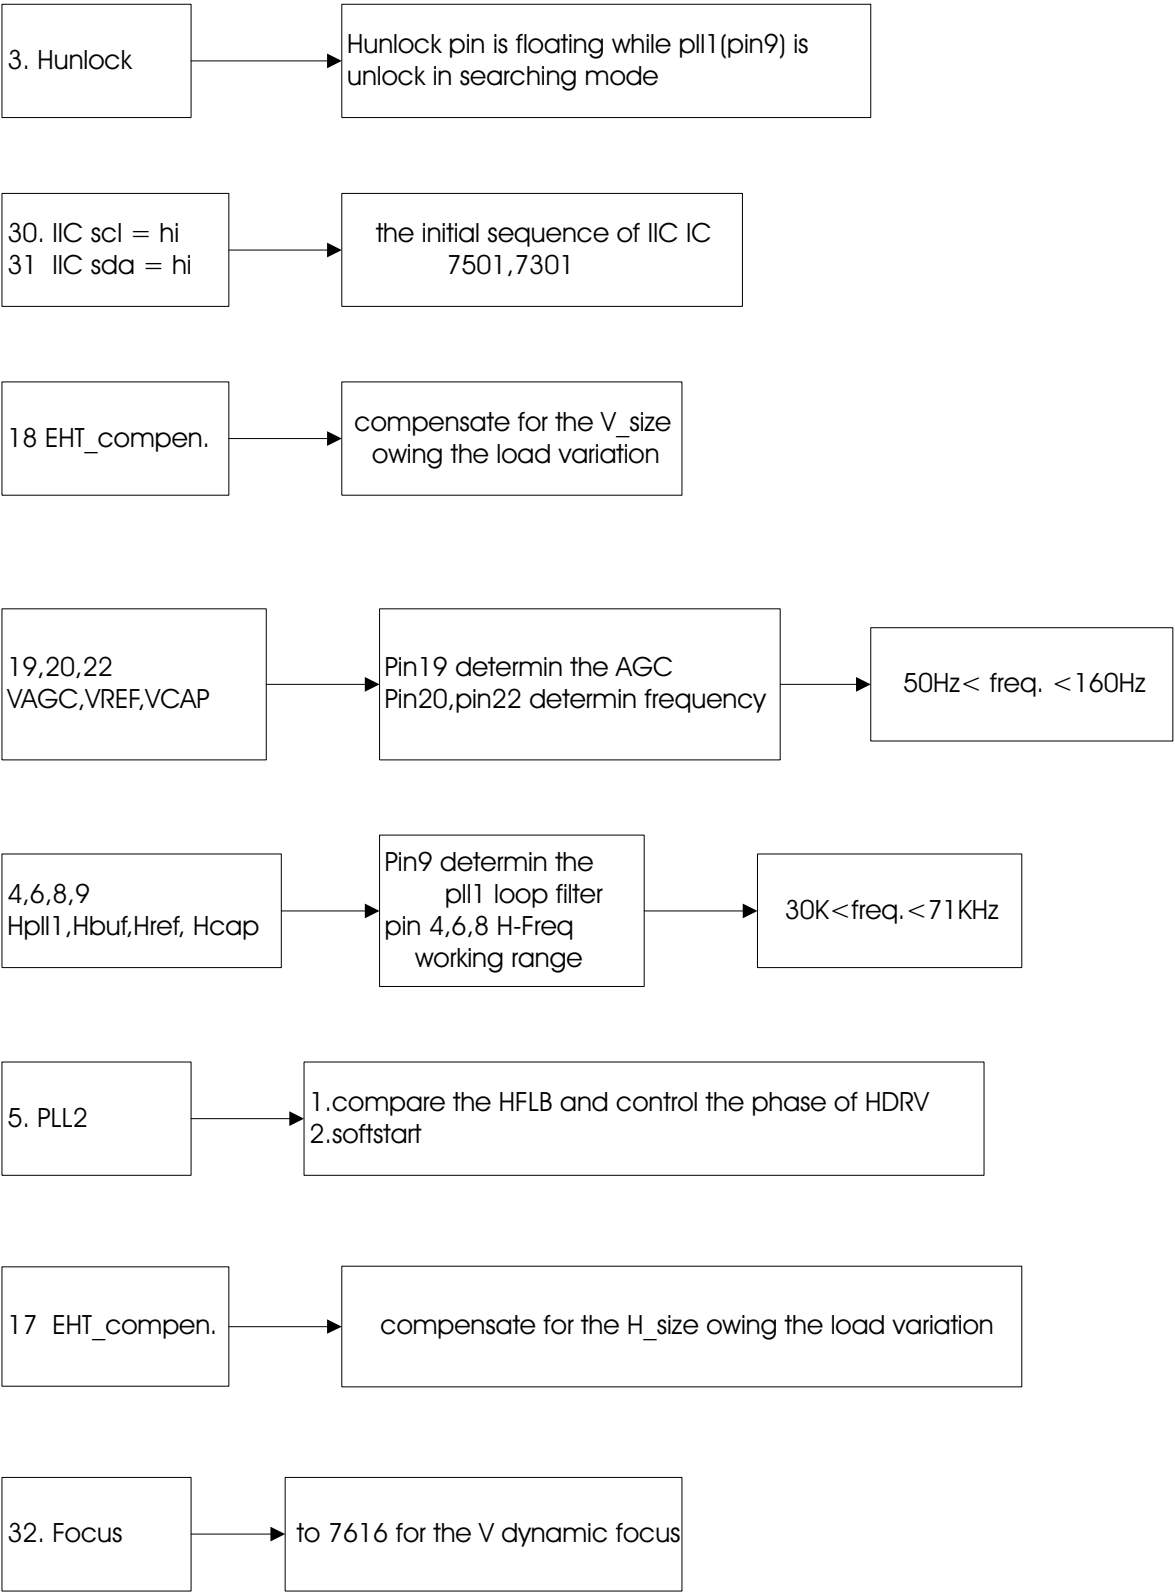 3. Hunlock
Hunlock pin is floating while pll1(pin9) is
unlock in searching mode
30. IIC scl = hi
31 IIC sda = hi
the initial sequence of IIC IC
7501,7301
18 EHT_compen.
compensate for the V_size
owing the load variation
19,20,22
VAGC,VREF,VCAP
Pin19 determin the AGC
Pin20,pin22 determin frequency
50Hz< freq. <160Hz
4,6,8,9
Hpll1,Hbuf,Href, Hcap
Pin9 determin the
pll1 loop filter
pin 4,6,8 H-Freq
working range
30K<freq.<71KHz
5. PLL2
1.compare the HFLB and control the phase of HDRV
2.softstart
17 EHT_compen.
compensate for the H_size owing the load variation
32. Focus
to 7616 for the V dynamic focus